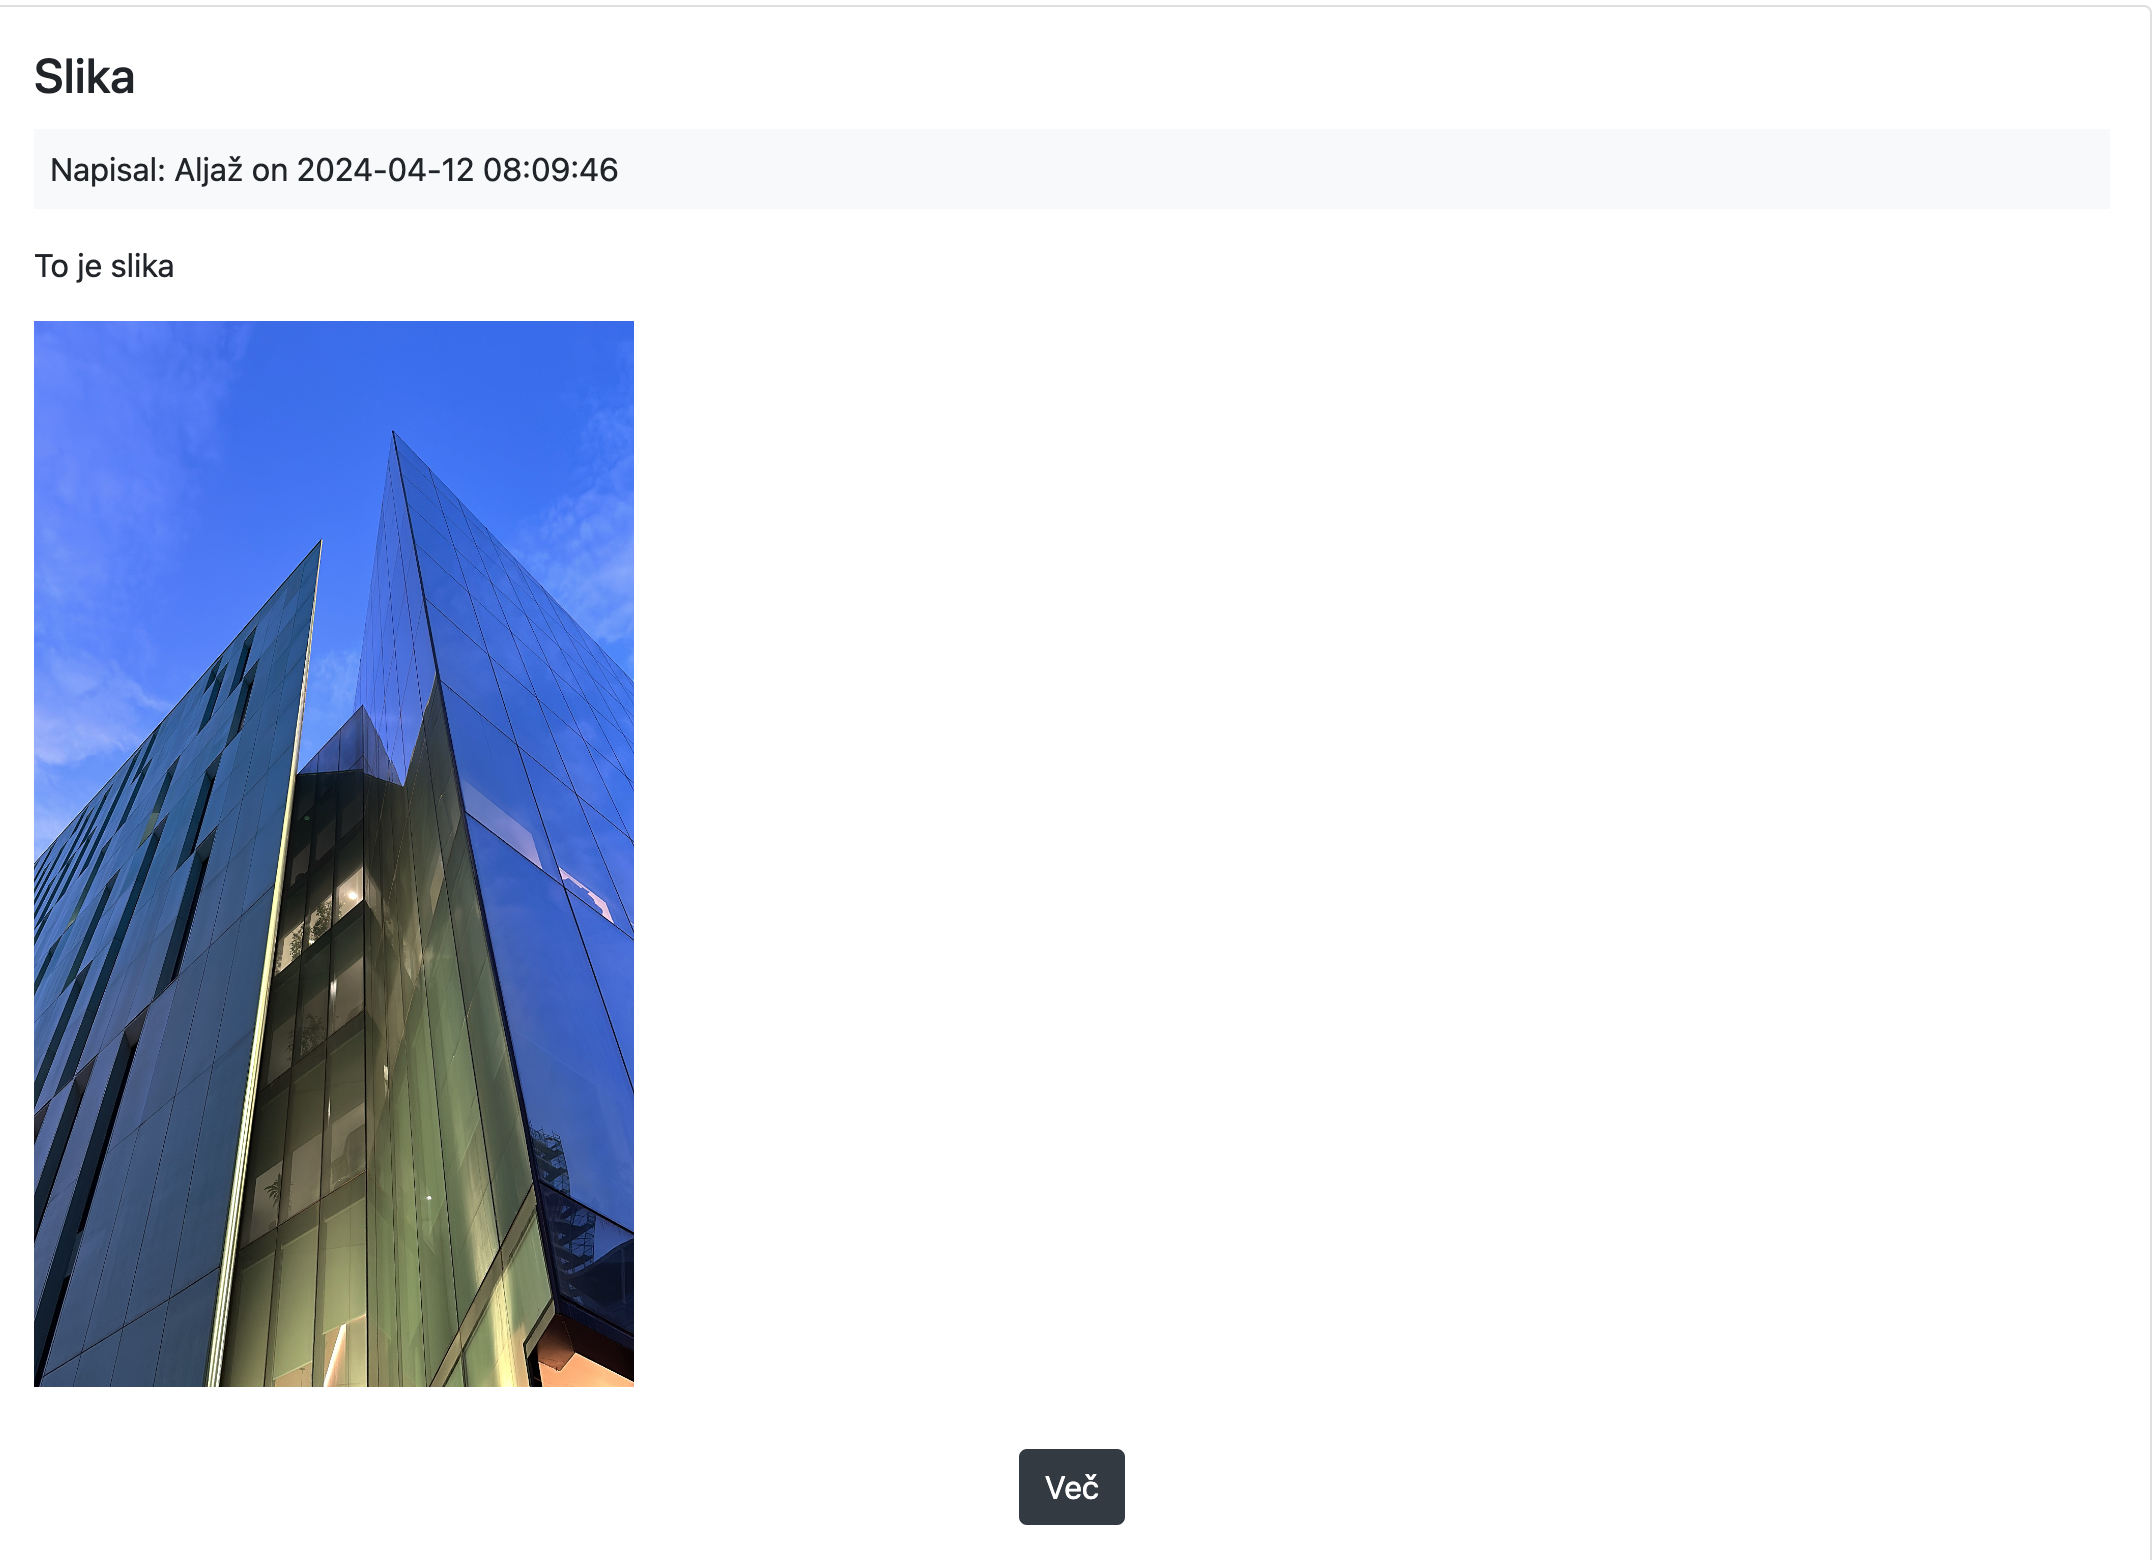 Slika
Napisal: Aljaž on 2024-04-12 08:09:46
To je slika
Več